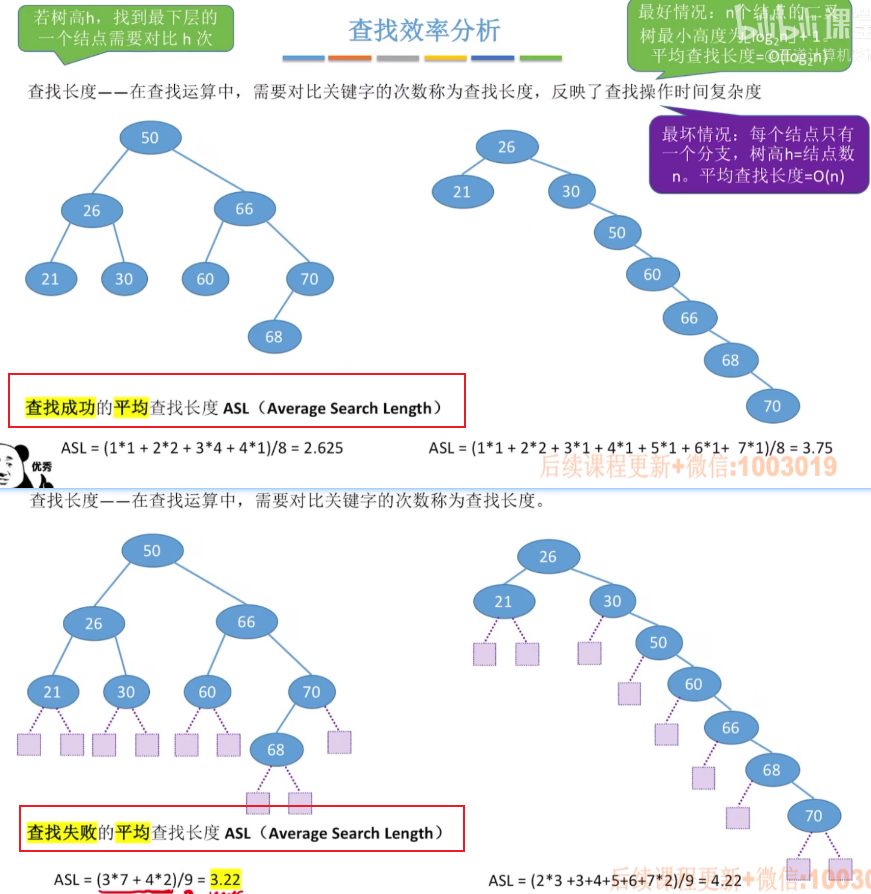 若树高h，找到最下层的
一个结点需要对比 h 次
查找效率分析
最好情况：n个结点的二叉
树最小高度为
平均查找长度=O(log₂n)
bilibili 课堂
查找长度——在查找运算中，需要对比关键字的次数称为查找长度，反映了查找操作时间复杂度
最坏情况：每个结点只有
一个分支，树高h=结点数
n。平均查找长度=O(n)
50
26
66
21
30
60
70
68
26
21
30
50
60
66
68
70
查找成功的平均查找长度 ASL（Average Search Length）
优秀
ASL = (1*1 + 2*2 + 3*4 + 4*1)/8 = 2.625
ASL = (1*1 + 2*2 + 3*1 + 4*1 + 5*1 + 6*1+ 7*1)/8 = 3.75
后续课程更新+微信:1003019
查找长度——在查找运算中，需要对比关键字的次数称为查找长度。
50
26
66
21
30
60
70
68
26
21
30
50
60
66
68
70
查找失败的平均查找长度 ASL（Average Search Length）
ASL = (3*7 + 4*2)/9 = 3.22
ASL = (2*3 +3+4+5+6+7*2)/9 = 4.22
后续课程更新+微信:10030